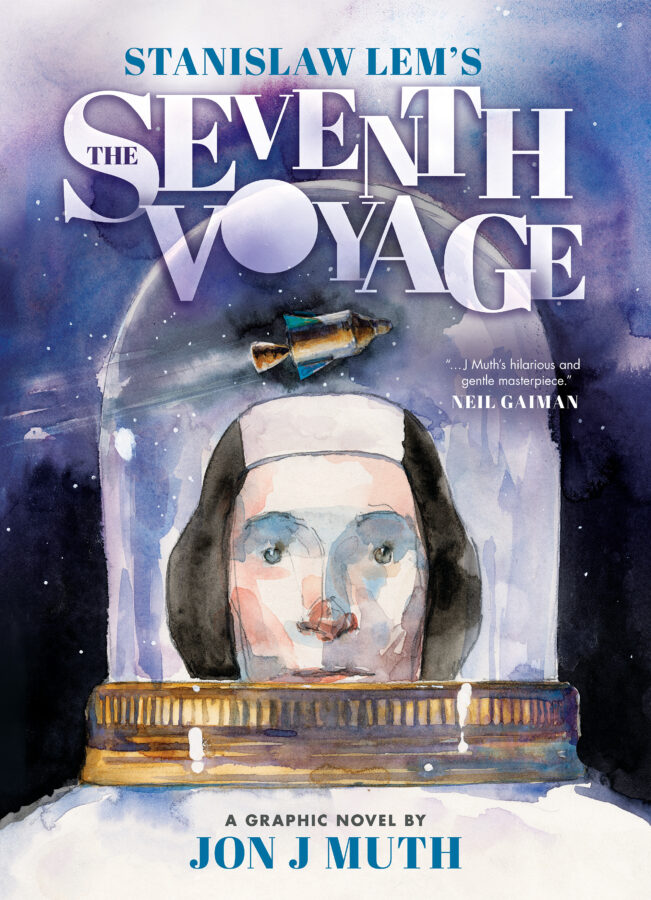 STANISLAW LEM'S
THE SEVENTH
VOYAGE
"...J Muth's hilarious and
gentle masterpiece."
NEIL GAIMAN
A GRAPHIC NOVEL BY
JON J MUTH